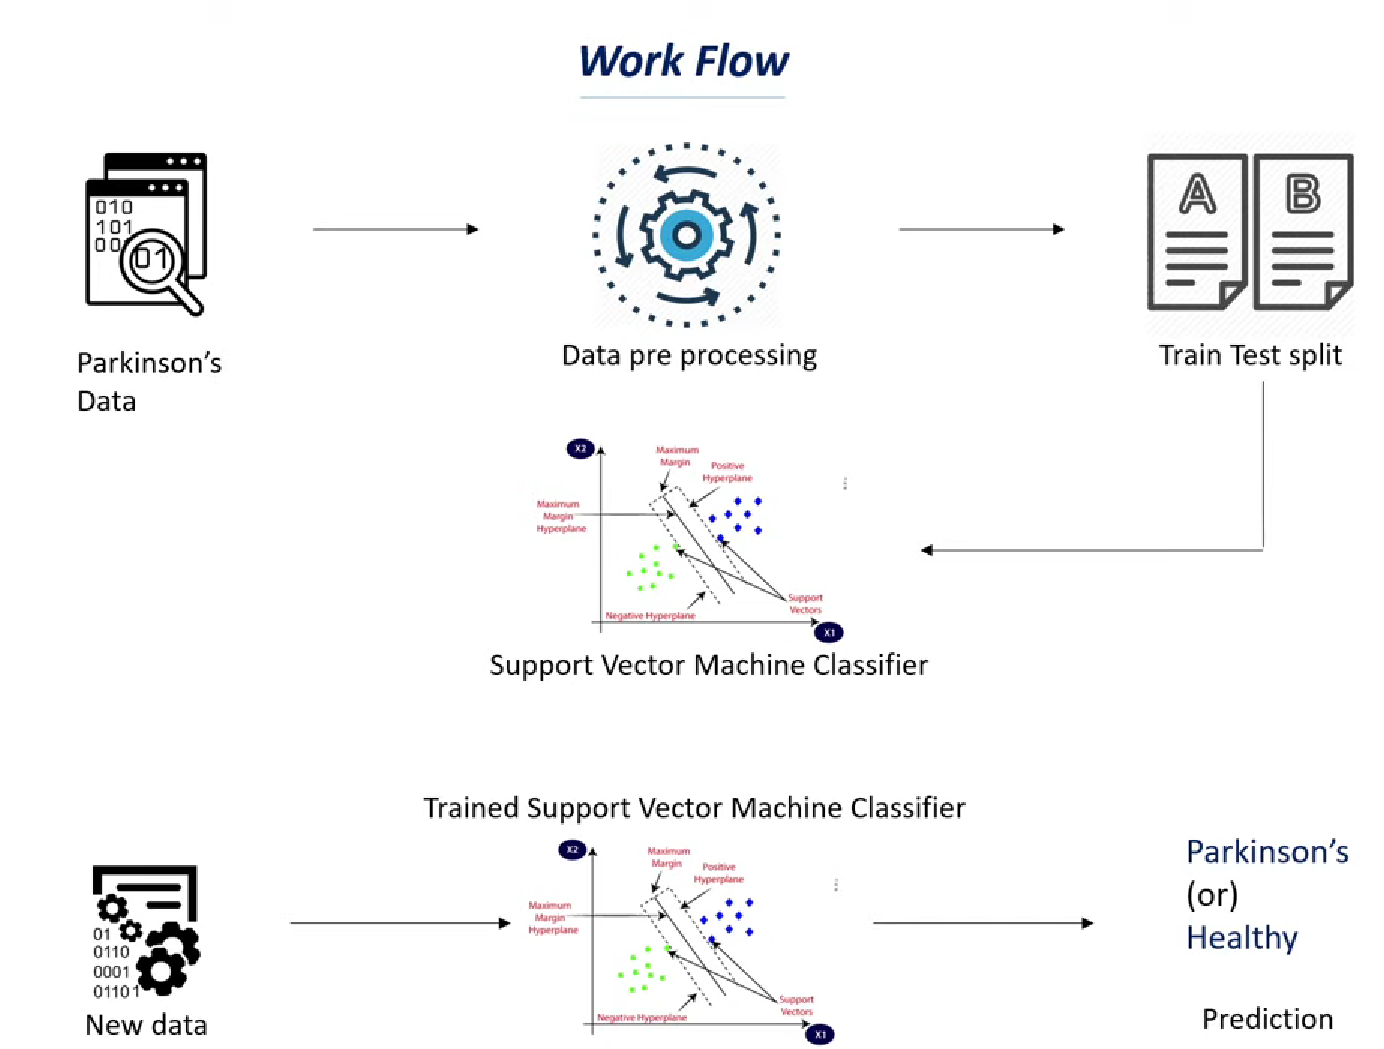 Work Flow
010
101
00
01
A
B
Parkinson's
Data
Data pre processing
Train Test split
X2
Maximum
Margin
Positive
Hyperplane
Maximum
Margin
Hyperplane
Support
Vectors
Negative Hyperplane
X1
Support Vector Machine Classifier
Trained Support Vector Machine Classifier
X2
Maximum
Margin
Positive
Hyperplane
Maximum
Margin
Hyperplane
Support
Vectors
Negative Hyperplane
X1
01
0110
0001
01101
New data
Parkinson's
(or)
Healthy
Prediction